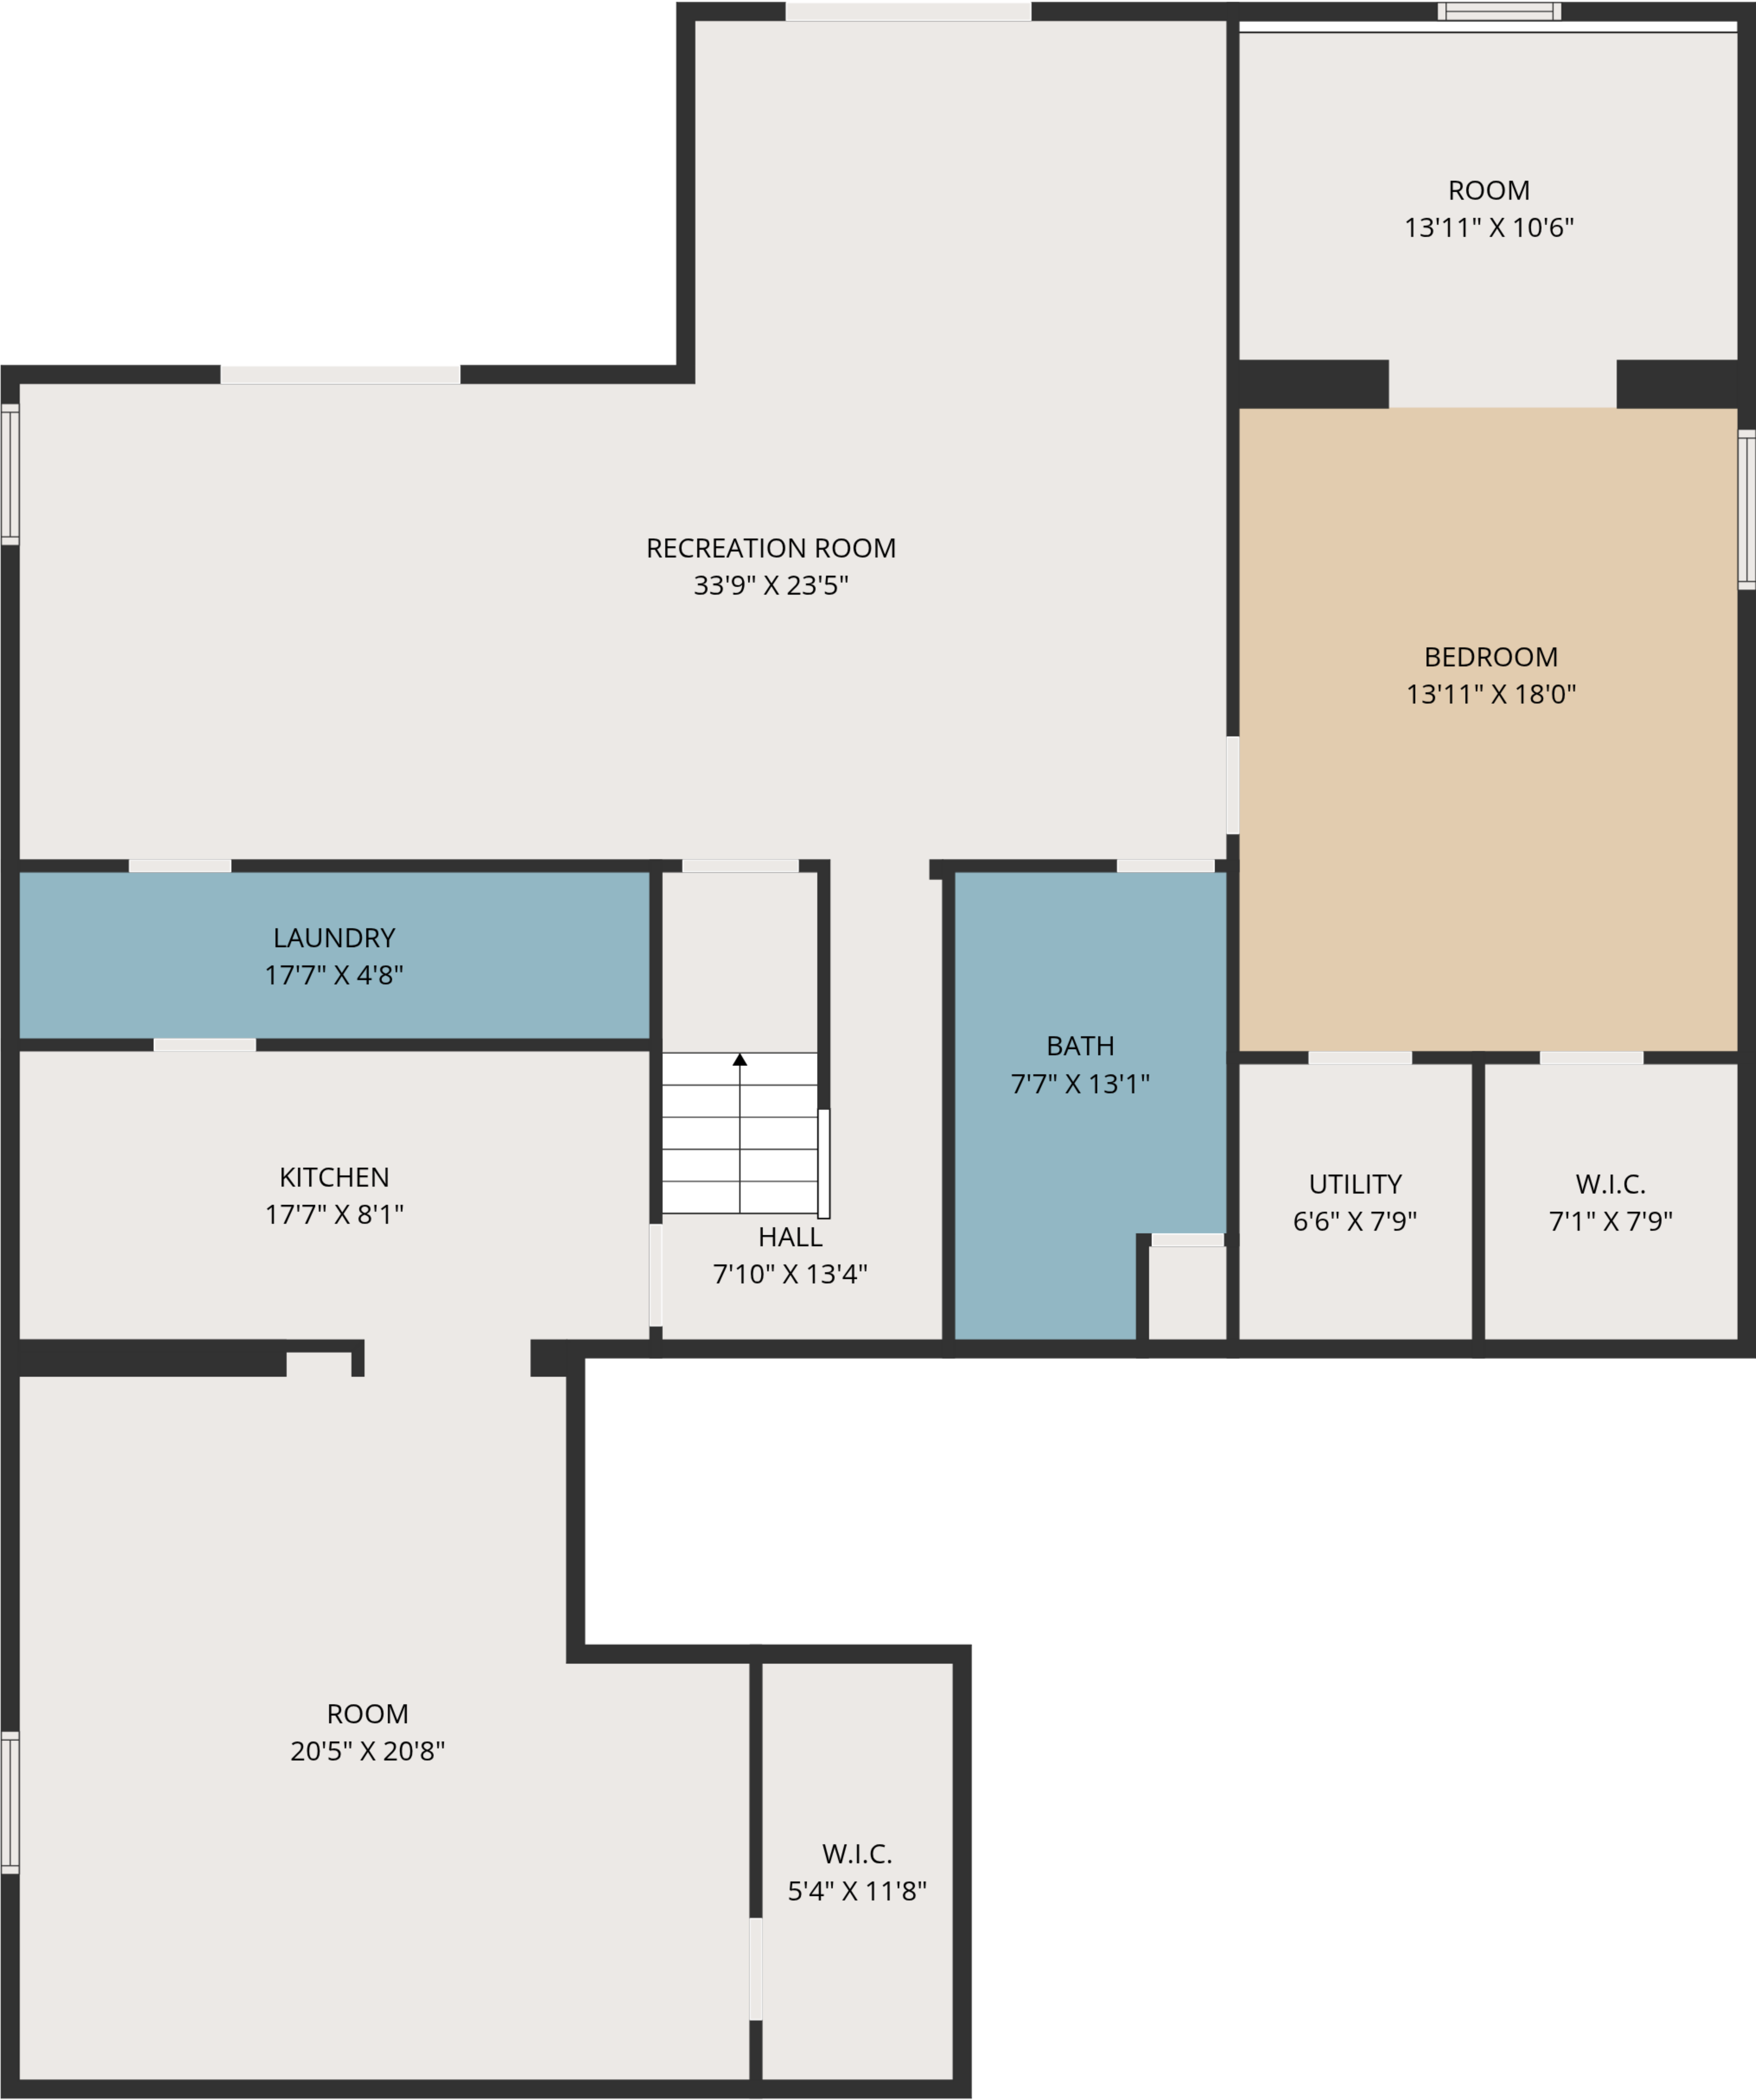 ROOM
13'11" X 10'6"
RECREATION ROOM
33'9" X 23'5"
BEDROOM
13'11" X 18'0"
LAUNDRY
17'7" X 4'8"
BATH
7'7" X 13'1"
KITCHEN
17'7" X 8'1"
UTILITY
6'6" X 7'9"
W.I.C.
7'1" X 7'9"
HALL
7'10" X 13'4"
ROOM
20'5" X 20'8"
W.I.C.
5'4" X 11'8"